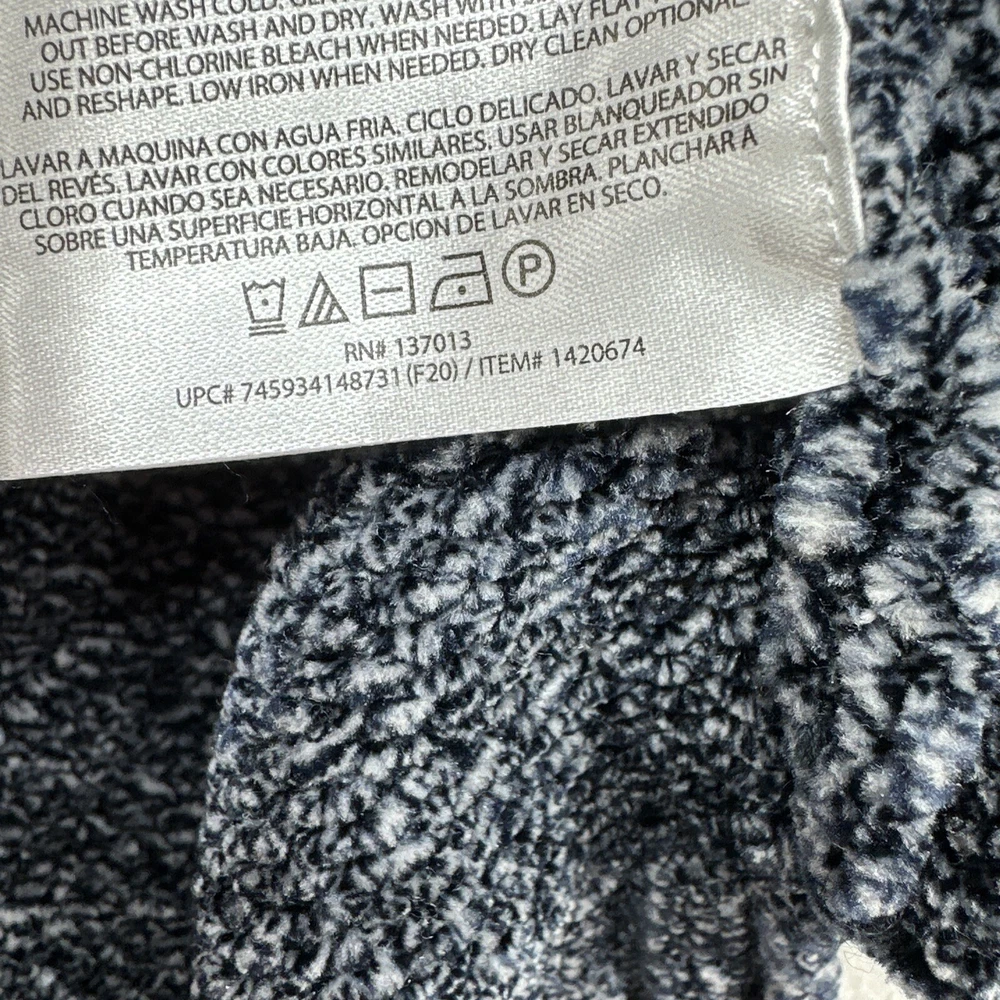 MACHINE WASH COLD.
OUT BEFORE WASH AND DRY. WASH WITH
USE NON-CHLORINE BLEACH WHEN NEEDED. LAY FLAT
AND RESHAPE. LOW IRON WHEN NEEDED. DRY CLEAN OPTIONAL.
LAVAR A MAQUINA CON AGUA FRIA. CICLO DELICADO. LAVAR Y SECAR
DEL REVÉS. LAVAR CON COLORES SIMILARES. USAR BLANQUEADOR SIN
CLORO CUANDO SEA NECESARIO. REMODELAR Y SECAR EXTENDIDO
SOBRE UNA SUPERFICIE HORIZONTAL A LA SOMBRA. PLANCHAR A
TEMPERATURA BAJA. OPCION DE LAVAR EN SECO.
P
RN# 137013
UPC# 745934148731 (F20) / ITEM# 1420674